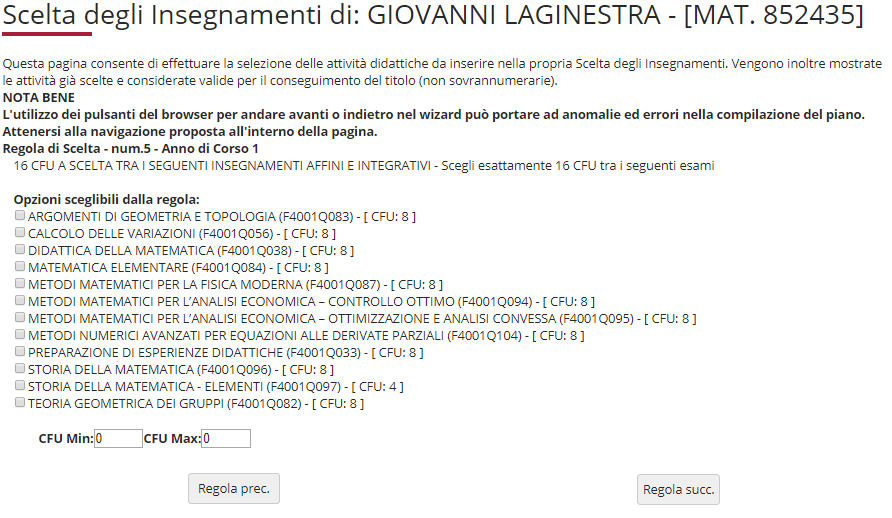 Scelta degli Insegnamenti di: GIOVANNI LAGINESTRA - [MAT. 852435]
Questa pagina consente di effettuare la selezione delle attività didattiche da inserire nella propria Scelta degli Insegnamenti. Vengono inoltre mostrate
le attività già scelte e considerate valide per il conseguimento del titolo (non sovrannumerarie).
NOTA BENE
L'utilizzo dei pulsanti del browser per andare avanti o indietro nel wizard può portare ad anomalie ed errori nella compilazione del piano.
Attenersi alla navigazione proposta all'interno della pagina.
Regola di Scelta - num.5 - Anno di Corso 1
16 CFU A SCELTA TRA I SEGUENTI INSEGNAMENTI AFFINI E INTEGRATIVI - Scegli esattamente 16 CFU tra i seguenti esami
Opzioni sceglibili dalla regola:
ARGOMENTI DI GEOMETRIA E TOPOLOGIA (F4001Q083) - [ CFU: 8 ]
CALCOLO DELLE VARIAZIONI (F4001Q056) - [ CFU: 8 ]
DIDATTICA DELLA MATEMATICA (F4001Q038) - [ CFU: 8 ]
MATEMATICA ELEMENTARE (F4001Q084) - [ CFU: 8 ]
METODI MATEMATICI PER LA FISICA MODERNA (F4001Q087) - [ CFU: 8 ]
METODI MATEMATICI PER L’ANALISI ECONOMICA – CONTROLLO OTTIMO (F4001Q094) - [ CFU: 8 ]
METODI MATEMATICI PER L’ANALISI ECONOMICA – OTTIMIZZAZIONE E ANALISI CONVESSA (F4001Q095) - [ CFU: 8 ]
METODI NUMERICI AVANZATI PER EQUAZIONI ALLE DERIVATE PARZIALI (F4001Q104) - [ CFU: 8 ]
PREPARAZIONE DI ESPERIENZE DIDATTICHE (F4001Q033) - [ CFU: 8 ]
STORIA DELLA MATEMATICA (F4001Q096) - [ CFU: 8 ]
STORIA DELLA MATEMATICA - ELEMENTI (F4001Q097) - [ CFU: 4 ]
TEORIA GEOMETRICA DEI GRUPPI (F4001Q082) - [ CFU: 8 ]
CFU Min: 0 CFU Max: 0
Regola prec. Regola succ.